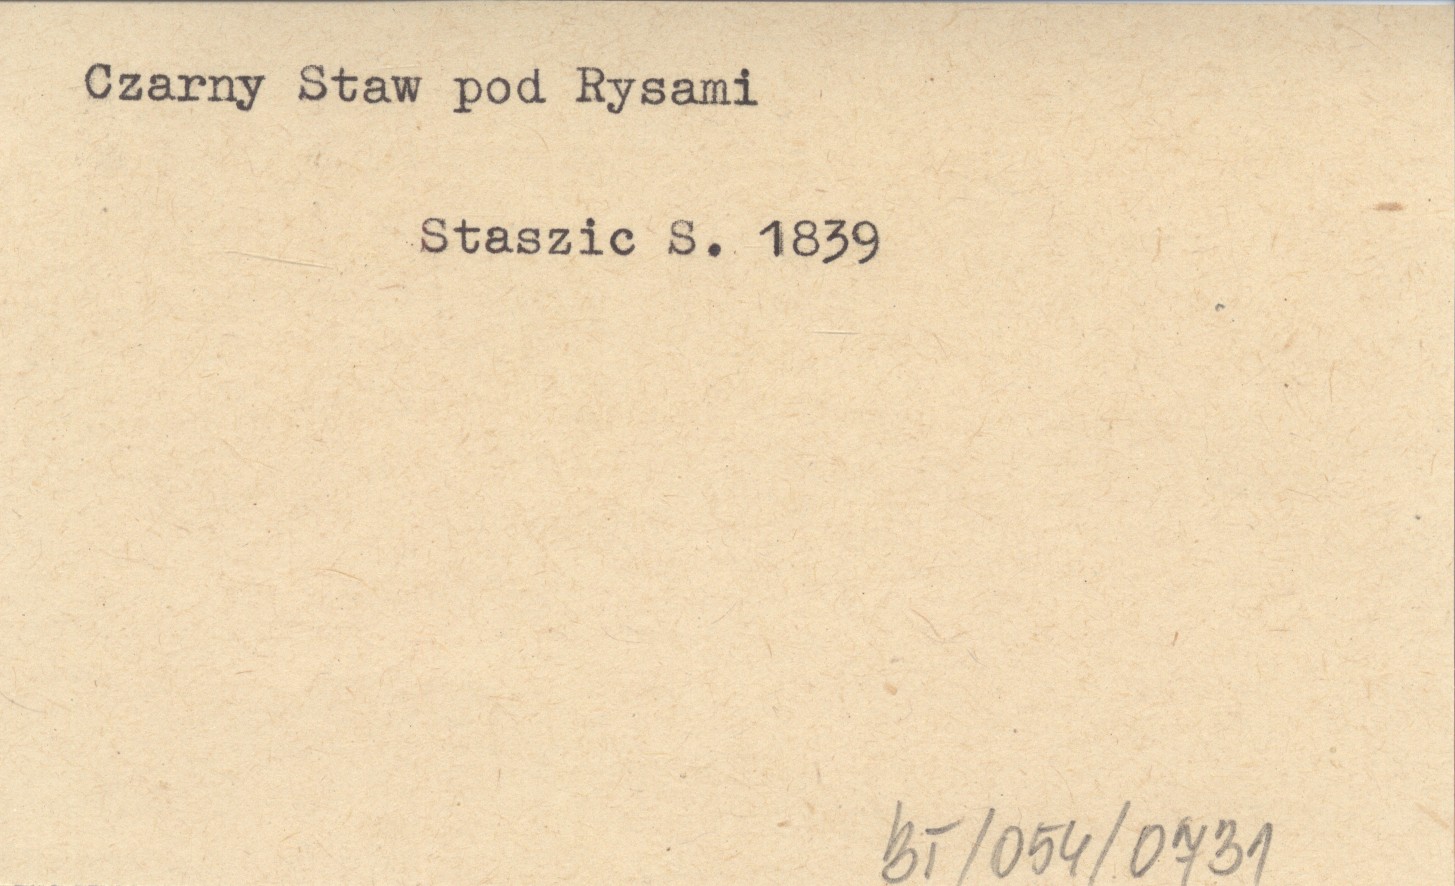 Czarny Staw pod Rysami
Staszic S. 1839
BT/054/0731